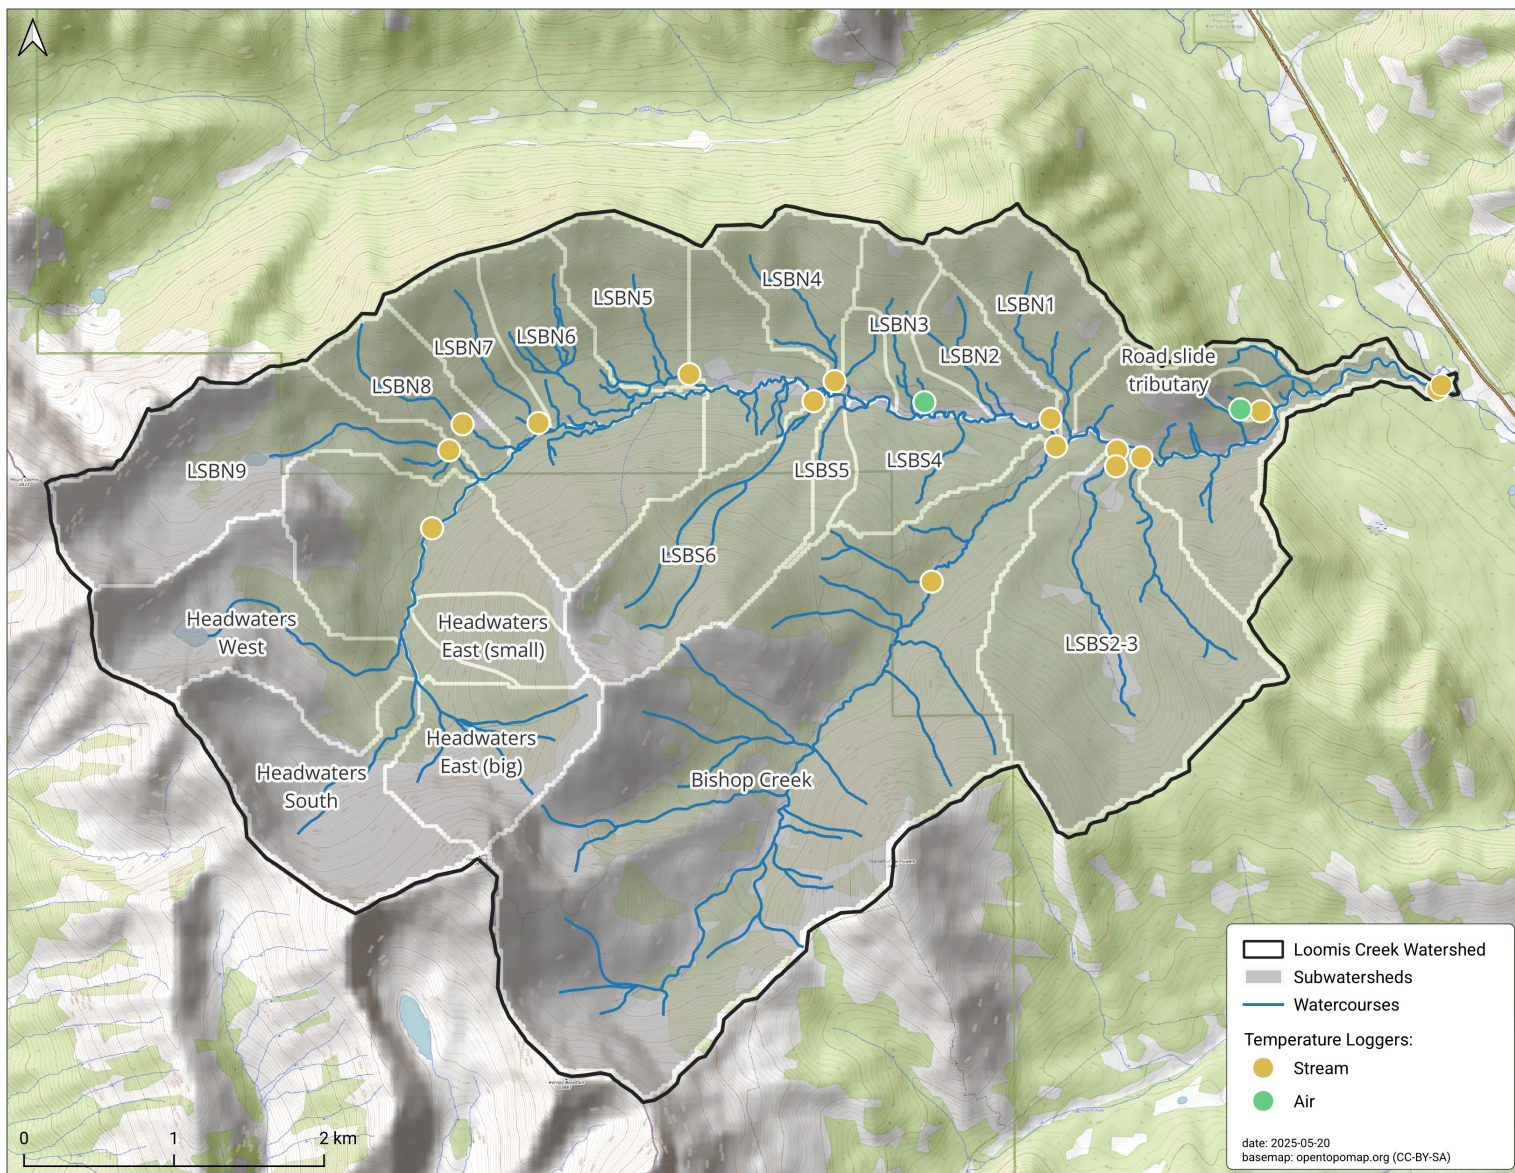 LSBN4
LSBN5
LSBN1
LSBN3
LSBN6
LSBN7
LSBN2
Road slide
tributary
LSBN8
LSBN9
LSBS5
LSBS4
LSBS6
Headwaters
West
Headwaters
East (small)
LSBS2-3
Headwaters
East (big)
Headwaters
South
Bishop Creek
Loomis Creek Watershed
Subwatersheds
Watercourses
Temperature Loggers:
Stream
Air
date: 2025-05-20
basemap: opentopomap.org (CC-BY-SA)
0 1 2 km